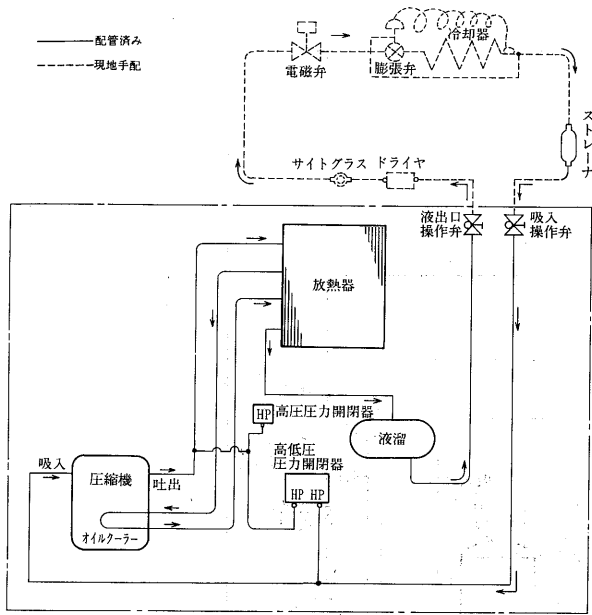 配管済み
現地手配
電磁弁
膨張弁
冷却器
ストレーナ
サイトグラス
ドライヤ
液出口
操作弁
吸入
操作弁
放熱器
HP
高圧圧力開閉器
液溜
高低圧
圧力開閉器
HP HP
吸入
圧縮機
吐出
オイルクーラー